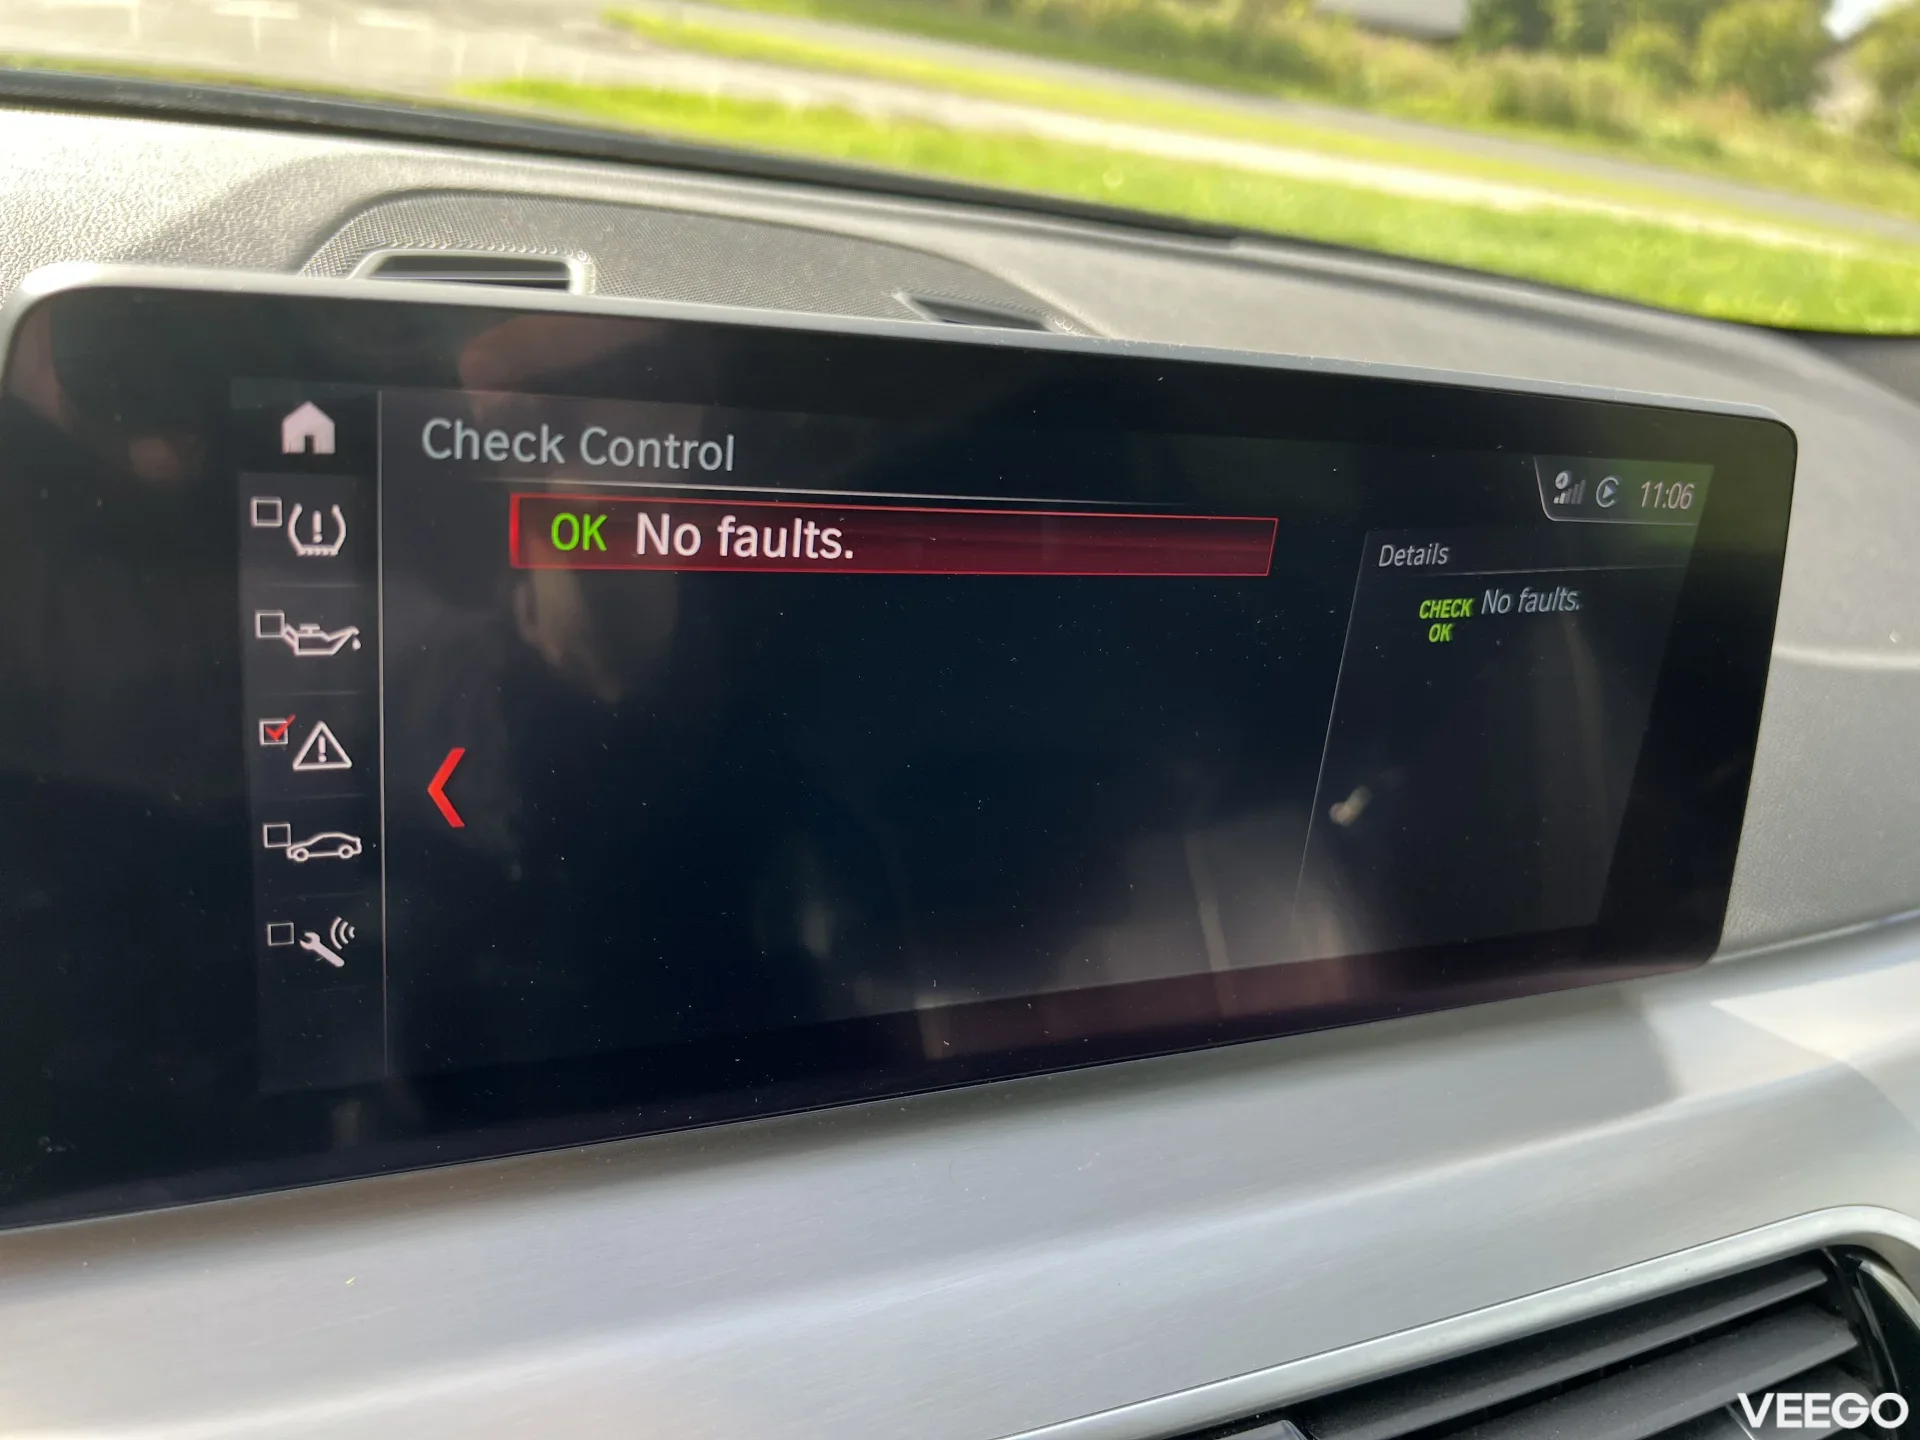 Check Control
OK No faults.
11:06
Details
CHECK OK No faults.
VEEGO